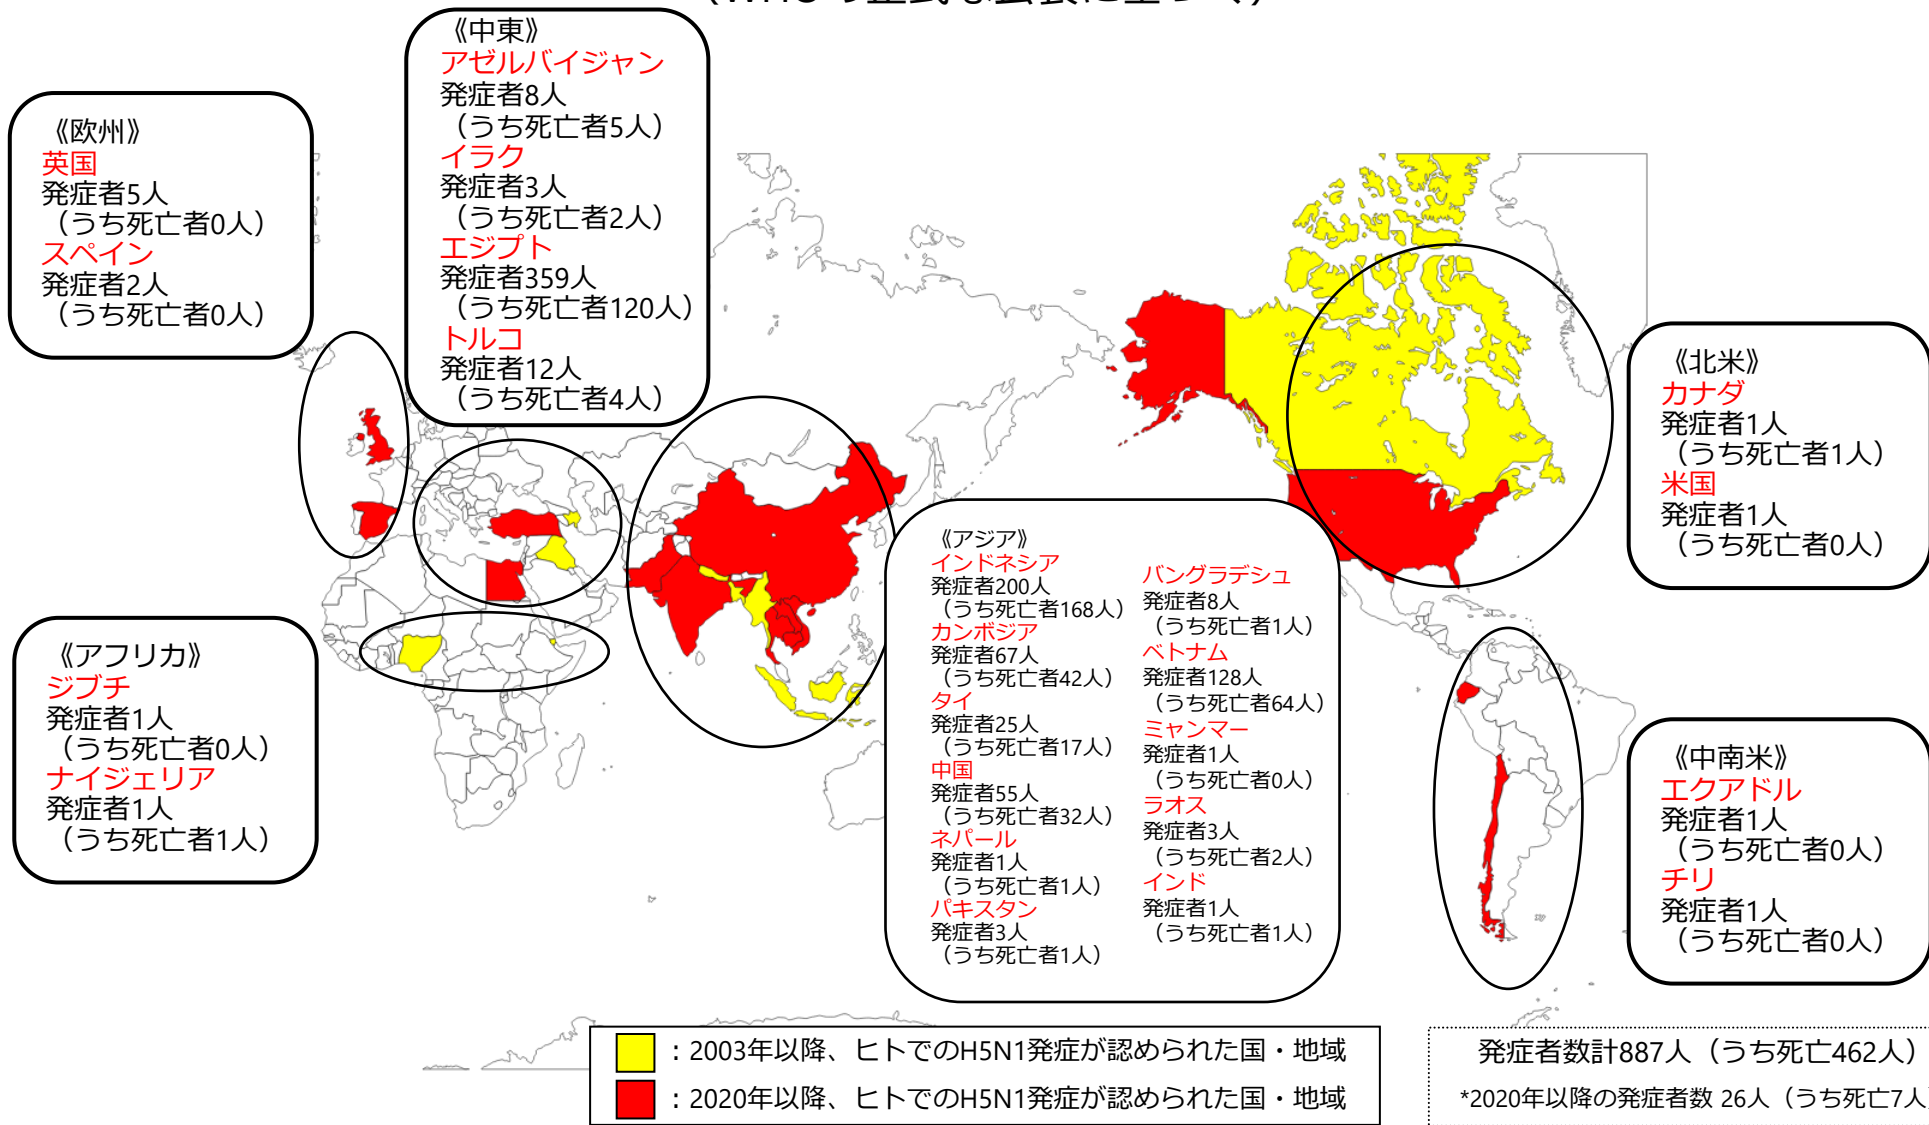 （WHOの正式な公表に基づく）
《欧州》
英国
発症者5人
（うち死亡者0人）
スペイン
発症者2人
（うち死亡者0人）
《中東》
アゼルバイジャン
発症者8人
（うち死亡者5人）
イラク
発症者3人
（うち死亡者2人）
エジプト
発症者359人
（うち死亡者120人）
トルコ
発症者12人
（うち死亡者4人）
《北米》
カナダ
発症者1人
（うち死亡者1人）
米国
発症者1人
（うち死亡者0人）
《アフリカ》
ジブチ
発症者1人
（うち死亡者0人）
ナイジェリア
発症者1人
（うち死亡者1人）
《アジア》
インドネシア
発症者200人
（うち死亡者168人）
カンボジア
発症者67人
（うち死亡者42人）
タイ
発症者25人
（うち死亡者17人）
中国
発症者55人
（うち死亡者32人）
ネパール
発症者1人
（うち死亡者1人）
パキスタン
発症者3人
（うち死亡者1人）
バングラデシュ
発症者8人
（うち死亡者1人）
ベトナム
発症者128人
（うち死亡者64人）
ミャンマー
発症者1人
（うち死亡者0人）
ラオス
発症者3人
（うち死亡者2人）
インド
発症者1人
（うち死亡者1人）
《中南米》
エクアドル
発症者1人
（うち死亡者0人）
チリ
発症者1人
（うち死亡者0人）
：2003年以降、ヒトでのH5N1発症が認められた国・地域
：2020年以降、ヒトでのH5N1発症が認められた国・地域
発症者数計887人（うち死亡462人）
*2020年以降の発症者数 26人（うち死亡7人